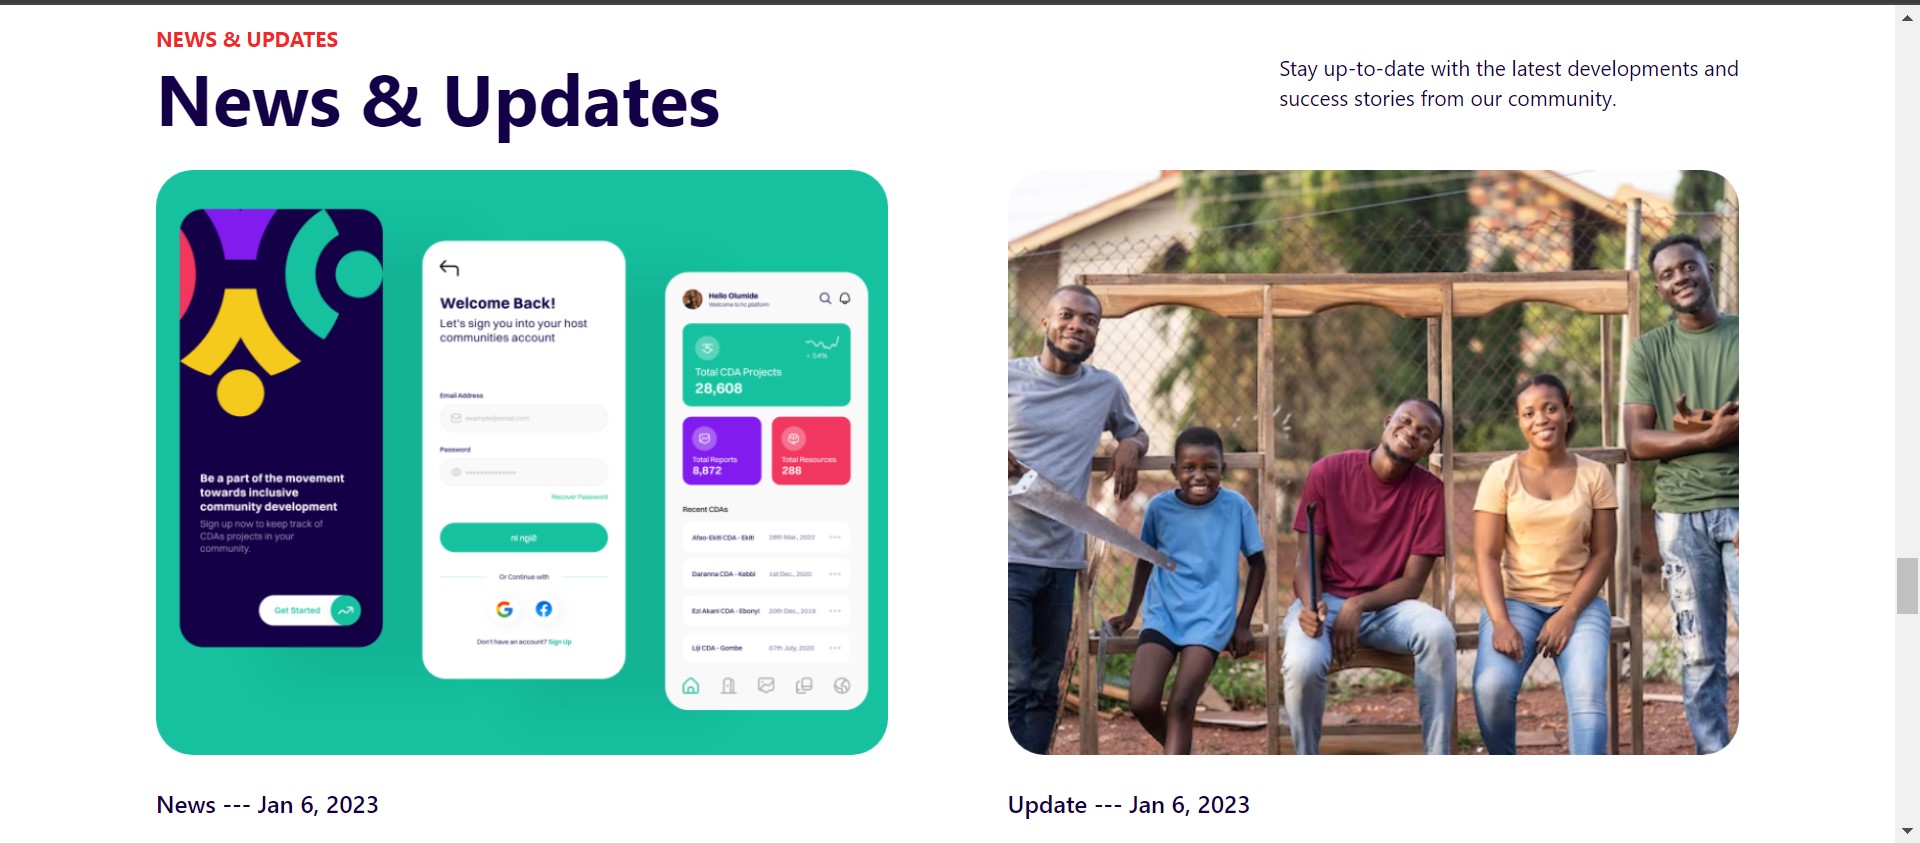 NEWS & UPDATES
News & Updates
Stay up-to-date with the latest developments and
success stories from our community.
Be a part of the movement
towards inclusive
community development
Sign up now to keep track of
CDAs projects in your
community.
Get Started
Welcome Back!
Let's sign you into your host
communities account
Email Address
example@email.com
Password
Recover Password
Sign in
Or Continue with
Don't have an account? Sign Up
Hello Olumide
Welcome to hc platform
+ 54%
Total CDA Projects
28,608
Total Reports
8,872
Total Resources
288
Recent CDAs
Afao-Ekiti CDA - Ekiti 28th Mar., 2022
Daranna CDA - Kebbi 1st Dec., 2020
Ezi Akani CDA - Ebonyi 20th Dec., 2019
Liji CDA - Gombe 07th July, 2020
News --- Jan 6, 2023
Update --- Jan 6, 2023